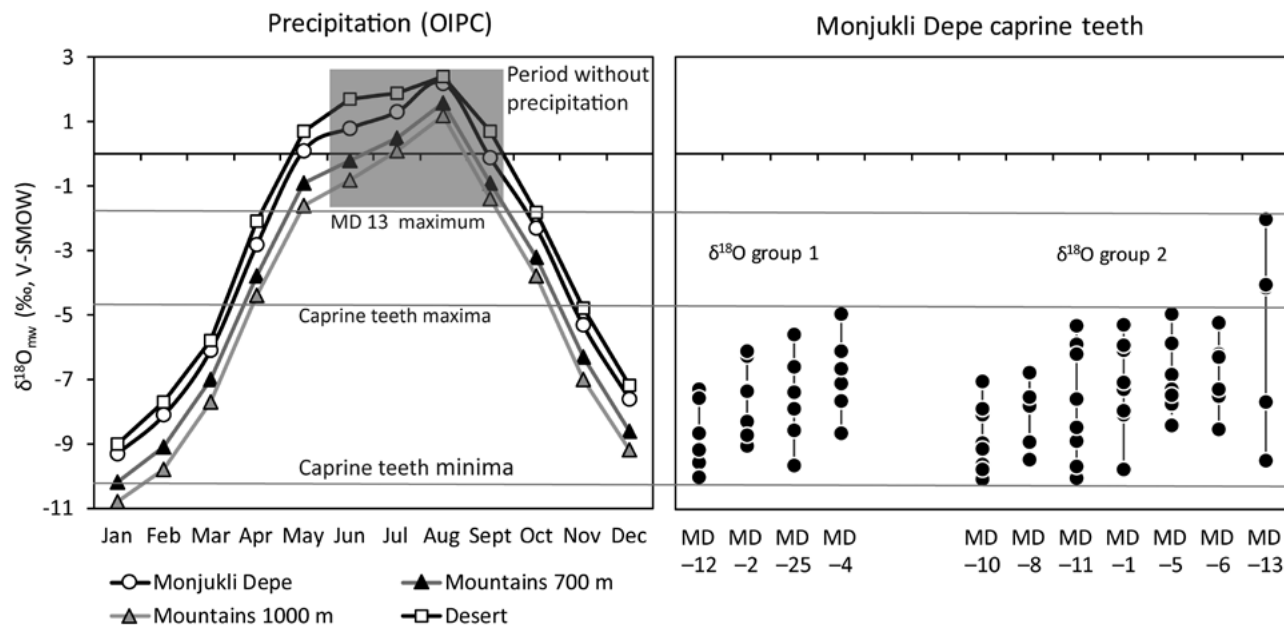 Precipitation (OIPC)
Monjukli Depe caprine teeth
δ¹⁸Omw (‰, V-SMOW)
3
1
-1
-3
-5
-7
-9
-11
Period without
precipitation
MD 13 maximum
Caprine teeth maxima
Caprine teeth minima
δ¹⁸O group 1
δ¹⁸O group 2
Jan Feb Mar Apr May Jun Jul Aug Sept Oct Nov Dec
MD MD MD MD MD MD MD MD MD MD MD
–12 –2 –25 –4 –10 –8 –11 –1 –5 –6 –13
Monjukli Depe Mountains 700 m
Mountains 1000 m Desert